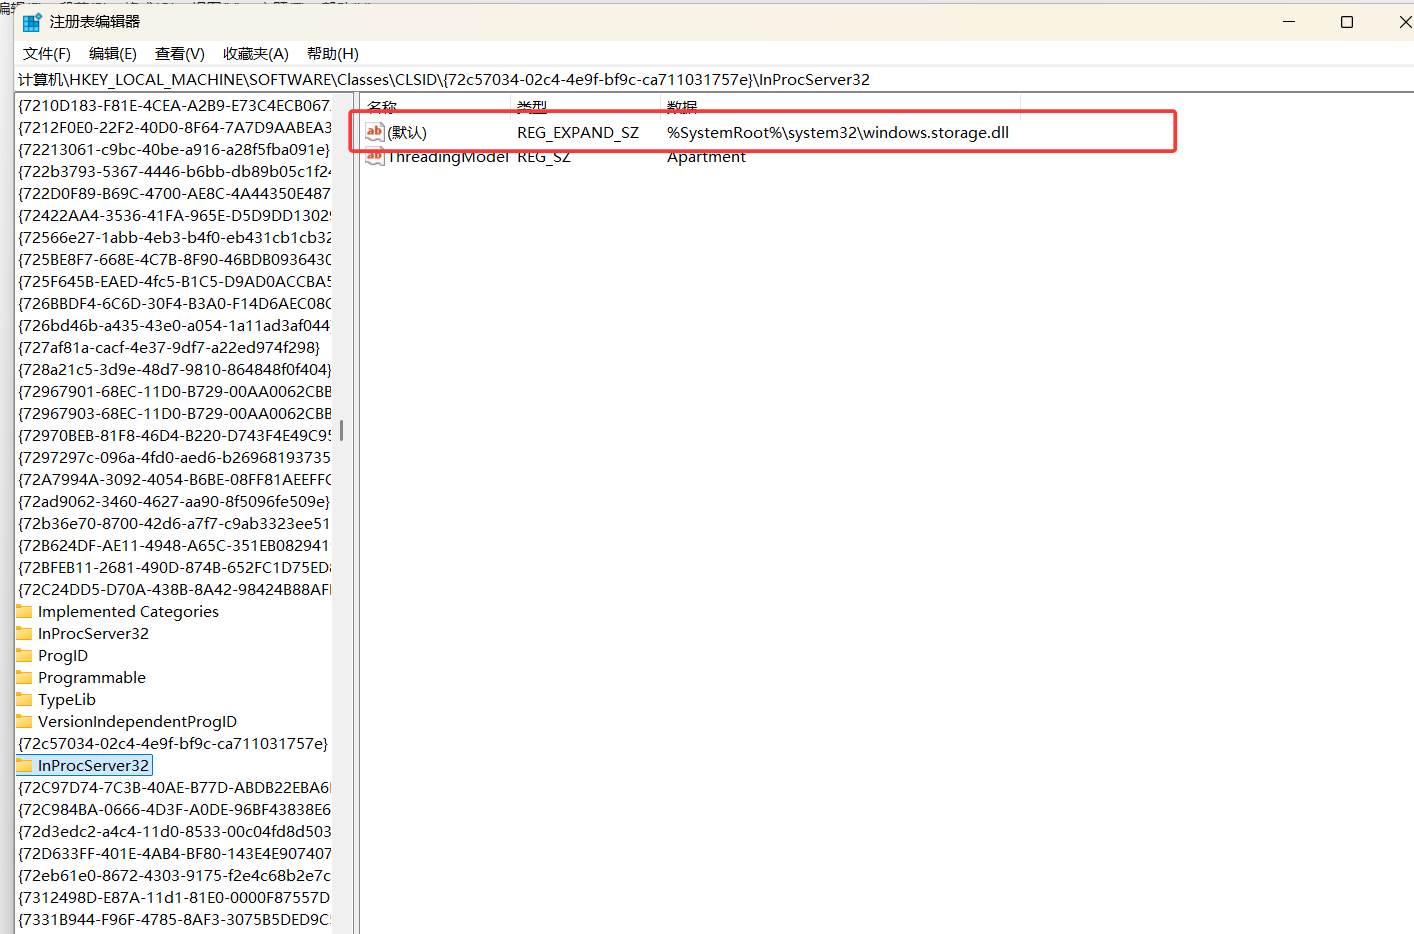 注册表编辑器
文件(F) 编辑(E) 查看(V) 收藏夹(A) 帮助(H)
计算机\HKEY_LOCAL_MACHINE\SOFTWARE\Classes\CLSID\{72c57034-02c4-4e9f-bf9c-ca711031757e}\InProcServer32
{7210D183-F81E-4CEA-A2B9-E73C4ECB067
{7212F0E0-22F2-40D0-8F64-7A7D9AABEA3
{72213061-c9bc-40be-a916-a28f5fba091e}
{722b3793-5367-4446-b6bb-db89b05c1f24
{722D0F89-B69C-4700-AE8C-4A44350E487
{72422AA4-3536-41FA-965E-D5D9DD13029
{72566e27-1abb-4eb3-b4f0-eb431cb1cb32
{725BE8F7-668E-4C7B-8F90-46BDB0936430
{725F645B-EAED-4fc5-B1C5-D9AD0ACCBA5
{726BBDF4-6C6D-30F4-B3A0-F14D6AEC08C
{726bd46b-a435-43e0-a054-1a11ad3af044
{727af81a-cacf-4e37-9df7-a22ed974f298}
{728a21c5-3d9e-48d7-9810-864848f0f404}
{72967901-68EC-11D0-B729-00AA0062CBB
{72967903-68EC-11D0-B729-00AA0062CBB
{72970BEB-81F8-46D4-B220-D743F4E49C95
{7297297c-096a-4fd0-aed6-b26968193735
{72A7994A-3092-4054-B6BE-08FF81AEEFFC
{72ad9062-3460-4627-aa90-8f5096fe509e}
{72b36e70-8700-42d6-a7f7-c9ab3323ee51
{72B624DF-AE11-4948-A65C-351EB082941
{72BFEB11-2681-490D-874B-652FC1D75ED8
{72C24DD5-D70A-438B-8A42-98424B88AF
Implemented Categories
InProcServer32
ProgID
Programmable
TypeLib
VersionIndependentProgID
{72c57034-02c4-4e9f-bf9c-ca711031757e}
InProcServer32
{72C97D74-7C3B-40AE-B77D-ABDB22EBA6
{72C984BA-0666-4D3F-A0DE-96BF43838E6
{72d3edc2-a4c4-11d0-8533-00c04fd8d503
{72D633FF-401E-4AB4-BF80-143E4E907407
{72eb61e0-8672-4303-9175-f2e4c68b2e7c
{7312498D-E87A-11d1-81E0-0000F87557D
{7331B944-F96F-4785-8AF3-3075B5DED9C
名称 类型 数据
(默认) REG_EXPAND_SZ %SystemRoot%\system32\windows.storage.dll
ThreadingModel REG_SZ Apartment